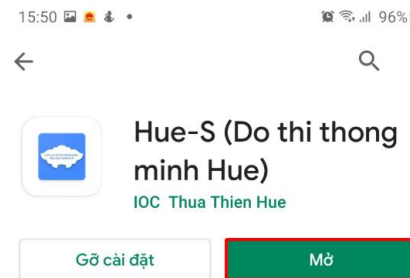 15:50 96%
Hue-S (Do thi thong
minh Hue)
IOC Thua Thien Hue
Gỡ cài đặt Mở